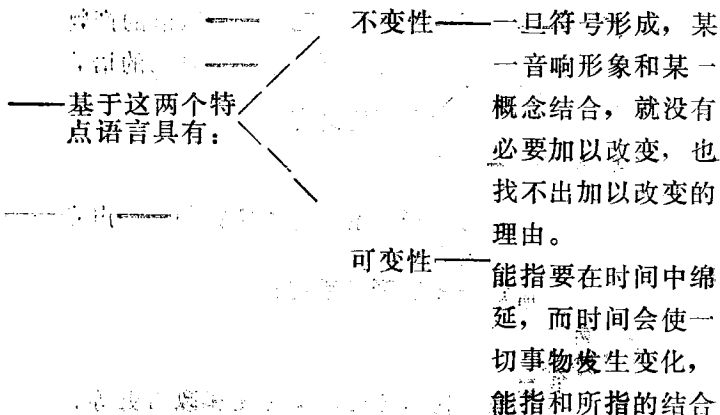 基于这两个特
点语言具有：
不变性——一旦符号形成，某
一音响形象和某一
概念结合，就没有
必要加以改变，也
找不出加以改变的
理由。
可变性——能指要在时间中绵
延，而时间会使一
切事物发生变化，
能指和所指的结合